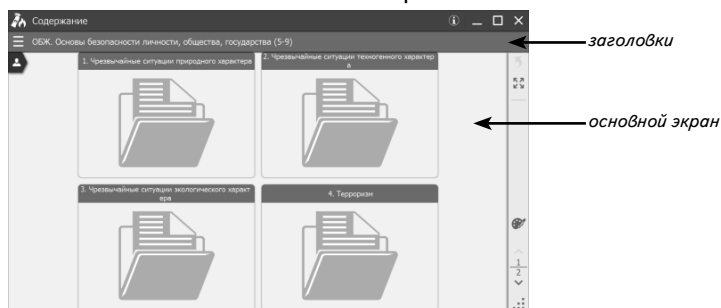 Содержание
ОБЖ. Основы безопасности личности, общества, государства (5-9)
заголовки
1. Чрезвычайные ситуации природного характера
2. Чрезвычайные ситуации техногенного характер
а
основной экран
3. Чрезвычайные ситуации экологического характ
ера
4. Терроризм
1
2